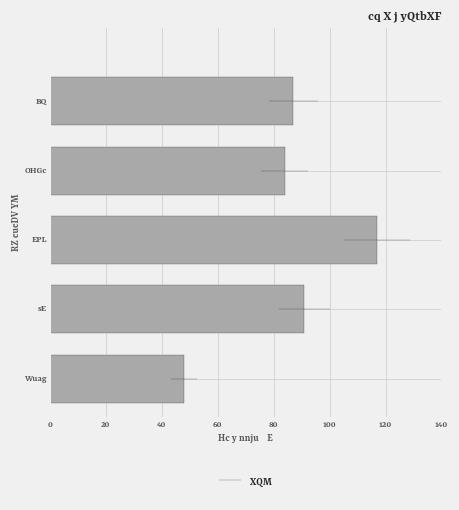 cq X j yQtbXF
BQ
OHGc
EPL
sE
Wuag
RZ cucDV YM
0 20 40 60 80 100 120 140
Hc y nnju E
XQM